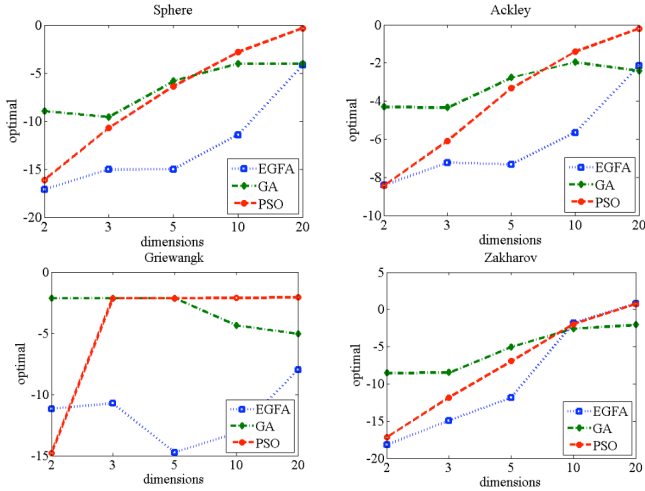 Sphere
0
-5
-10
-15
-20
optimal
2
3
5
10
20
dimensions
EGFA
GA
PSO
Ackley
0
-2
-4
-6
-8
-10
optimal
2
3
5
10
20
dimensions
EGFA
GA
PSO
Griewangk
0
-5
-10
-15
optimal
2
3
5
10
20
dimensions
EGFA
GA
PSO
Zakharov
5
0
-5
-10
-15
-20
optimal
2
3
5
10
20
dimensions
EGFA
GA
PSO